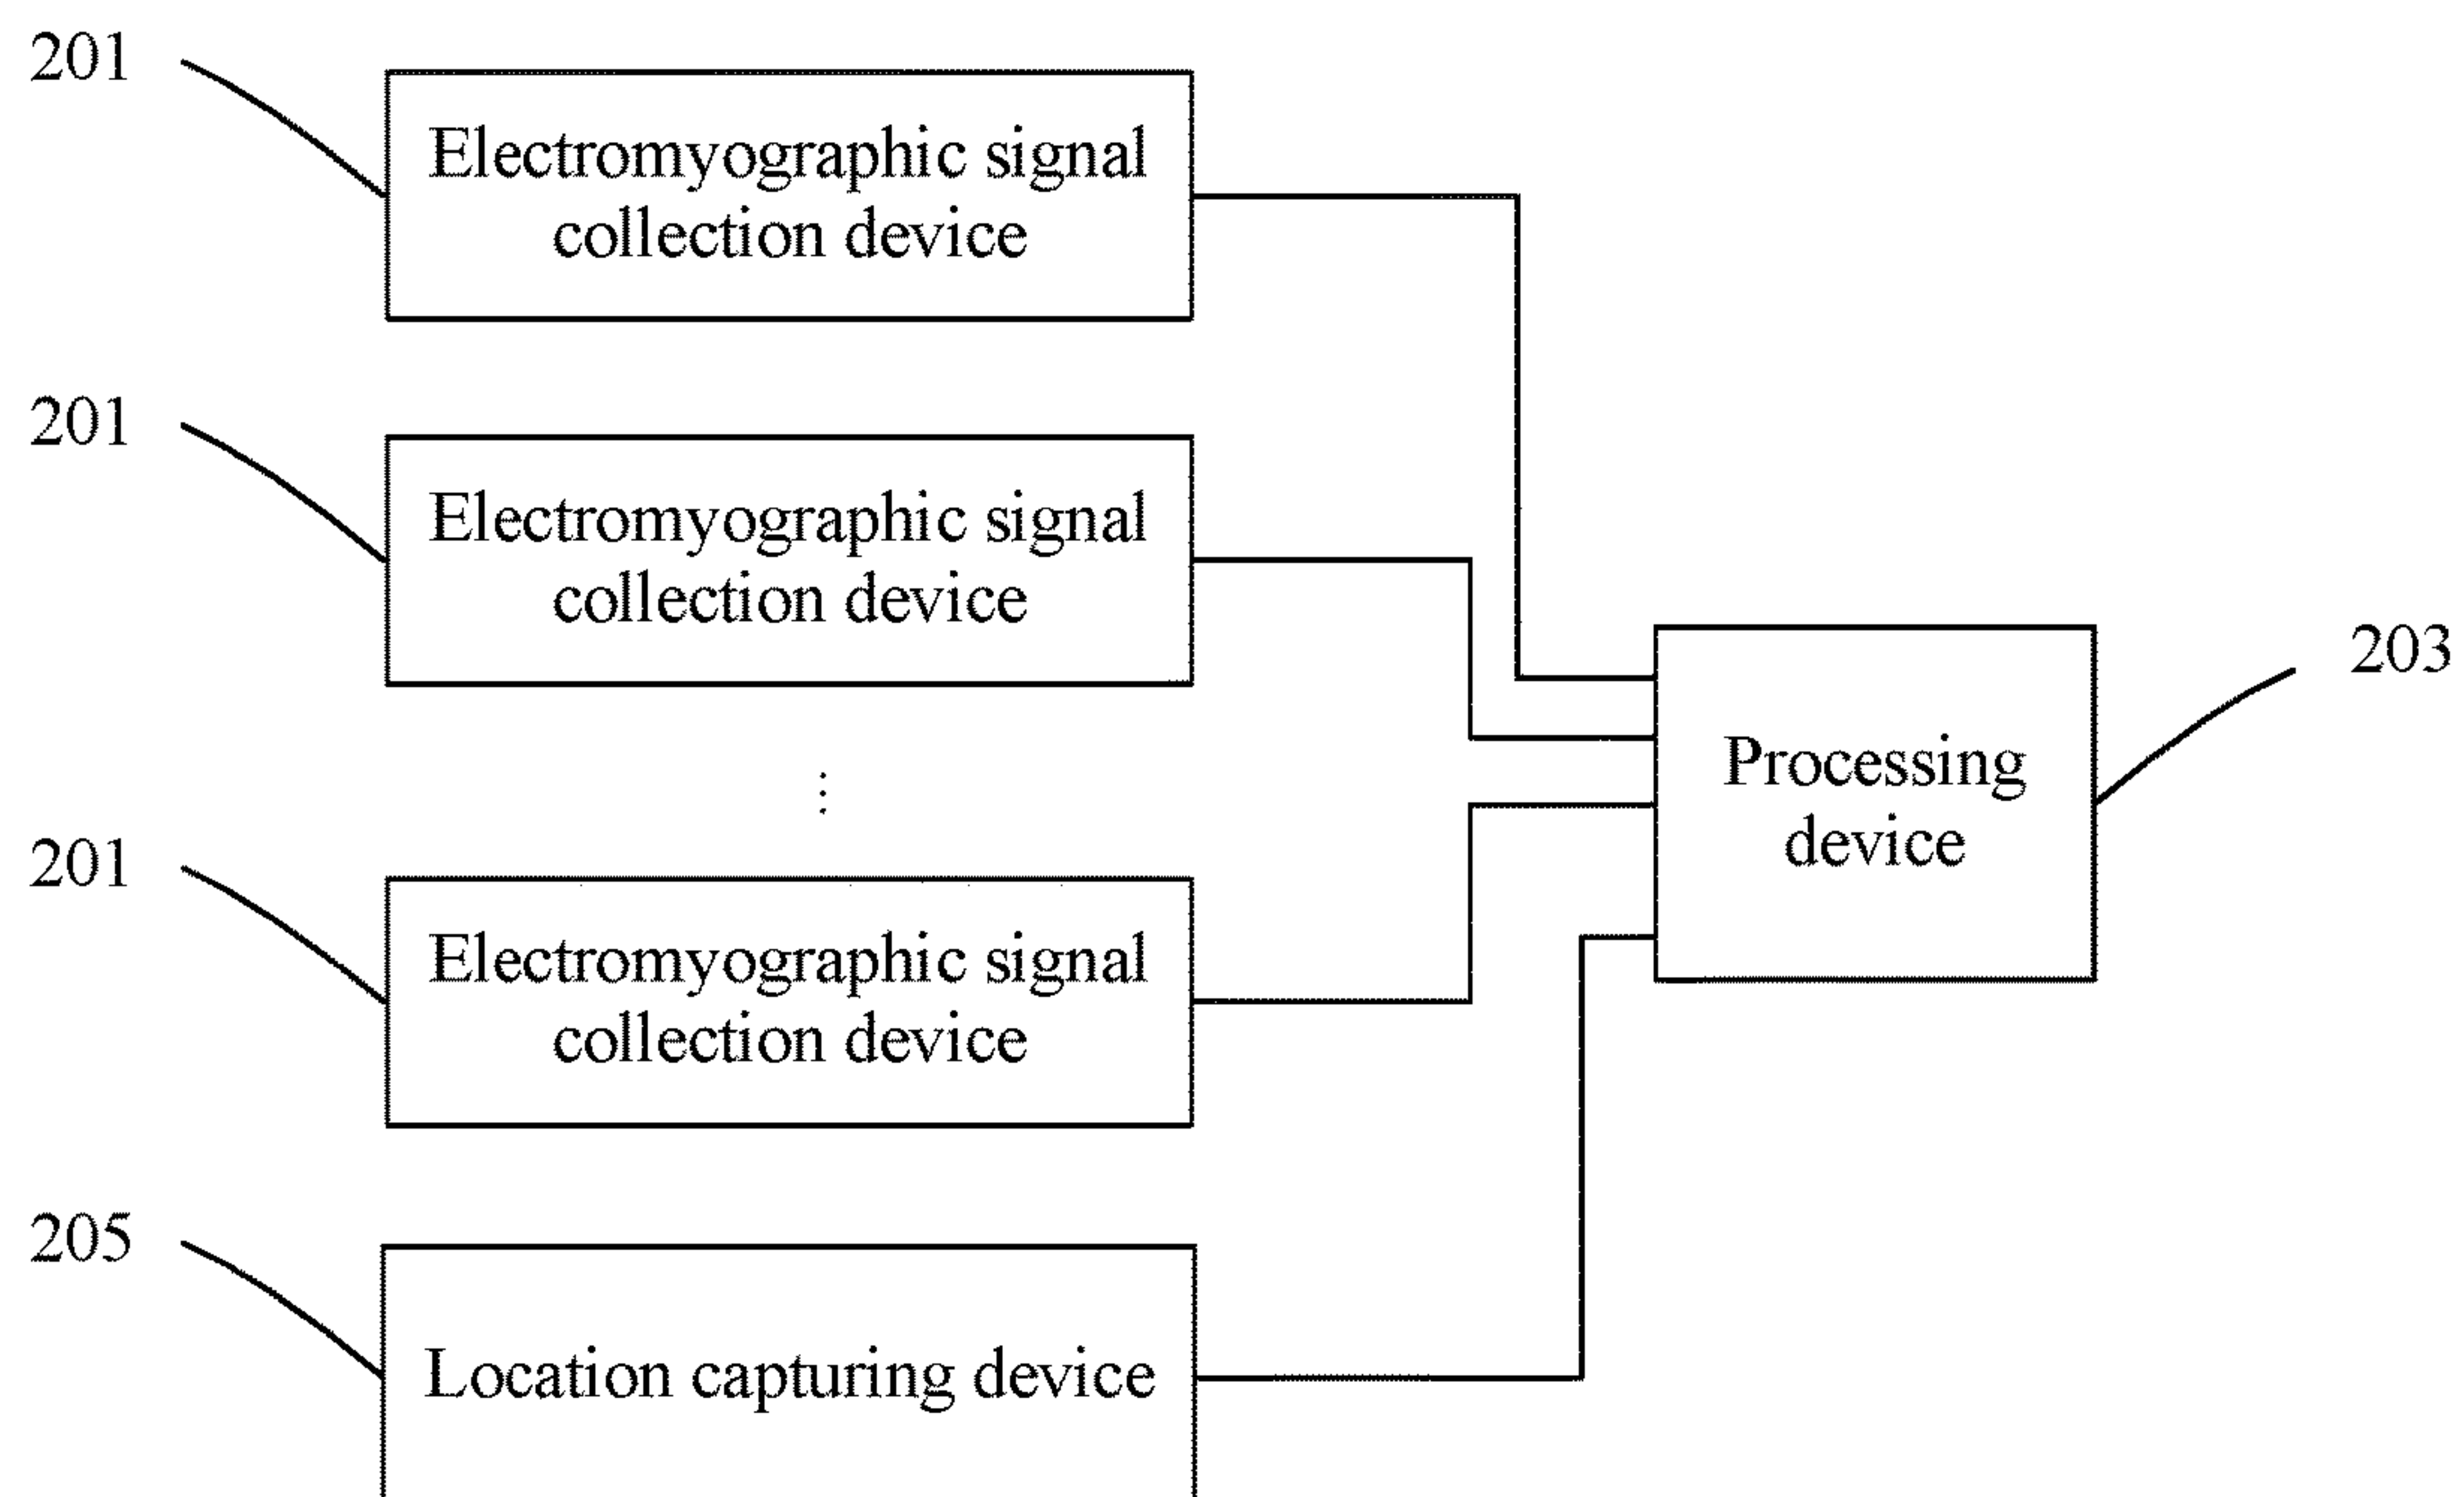 201
Electromyographic signal
collection device
201
Electromyographic signal
collection device
203
Processing
device
201
Electromyographic signal
collection device
205
Location capturing device